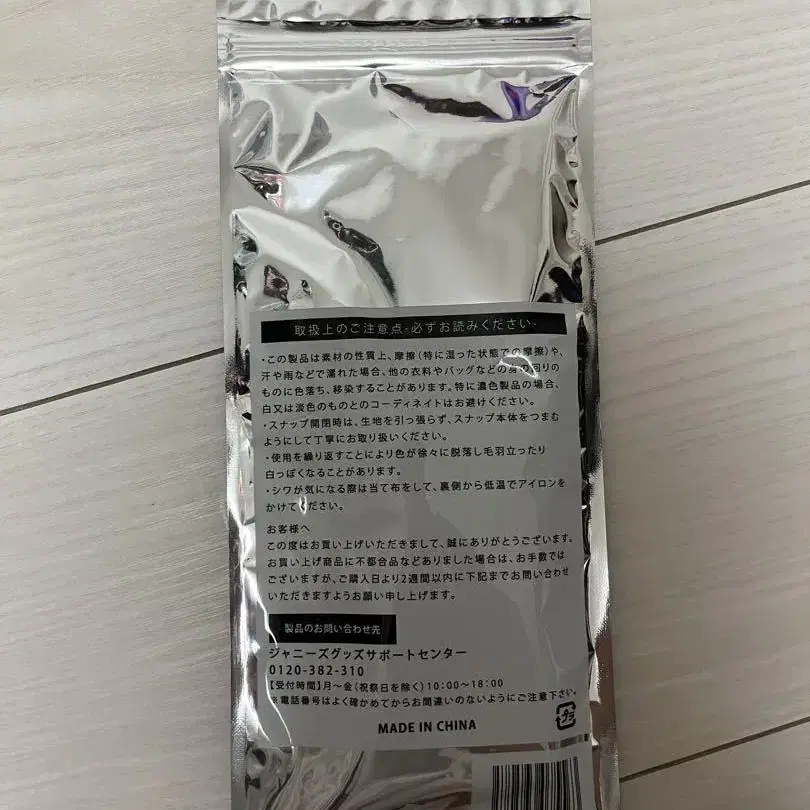 取扱上のご注意点-必ずお読みください-
・この製品は素材の性質上、摩擦(特に湿った状態での摩擦)や、
汗や雨などで濡れた場合、他の衣料やバッグなどの身の回りの
ものに色落ち、移染することがあります。特に濃色製品の場合、
白又は淡色のものとのコーディネイトはお避けください。
・スナップ開閉時は、生地を引っ張らず、スナップ本体をつまむ
ようにして丁寧にお取り扱いください。
・使用を繰り返すことにより色が徐々に脱落し毛羽立ったり
白っぽくなることがあります。
・シワが気になる際は当て布をして、裏側から低温でアイロンを
かけてください。
お客様へ
この度はお買い上げいただきまして、誠にありがとうございます。
お買い上げ商品に不都合品などありました場合は、お手数では
ございますが、ご購入日より2週間以内に下記までお問い合わせ
いただきますようお願い申し上げます。
製品のお問い合わせ先
ジャニーズグッズサポートセンター
0120-382-310
【受付時間】月～金(祝祭日を除く)10:00～18:00
※電話番号はよく確かめてからお間違いのないようにご注意下さい。
プラ
MADE IN CHINA